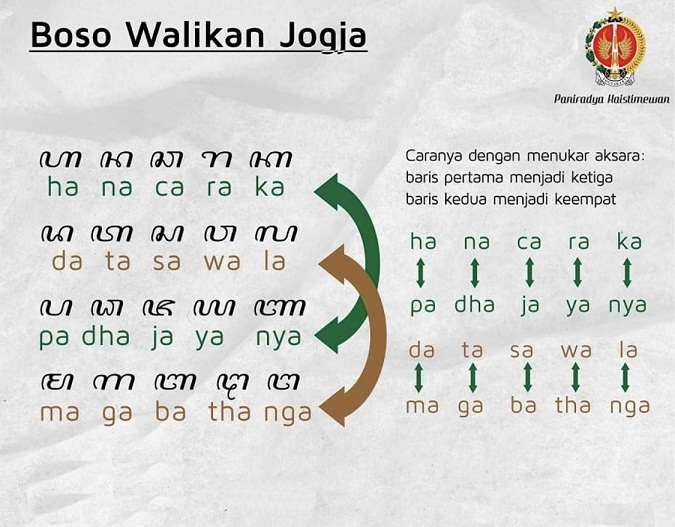 Boso Walikan Jogja
Paniradya Kaistimewan
ꦲ ꦤ ꦕ ꦫ ꦏ
ha na ca ra ka
ꦢ ꦠ ꦱ ꦮ ꦭ
da ta sa wa la
ꦥ ꦝ ꦗ ꦪ ꦚ
pa dha ja ya nya
ꦩ ꦒ ꦧ ꦛ ꦔ
ma ga ba tha nga
Caranya dengan menukar aksara:
baris pertama menjadi ketiga
baris kedua menjadi keempat
ha na ca ra ka
pa dha ja ya nya
da ta sa wa la
ma ga ba tha nga